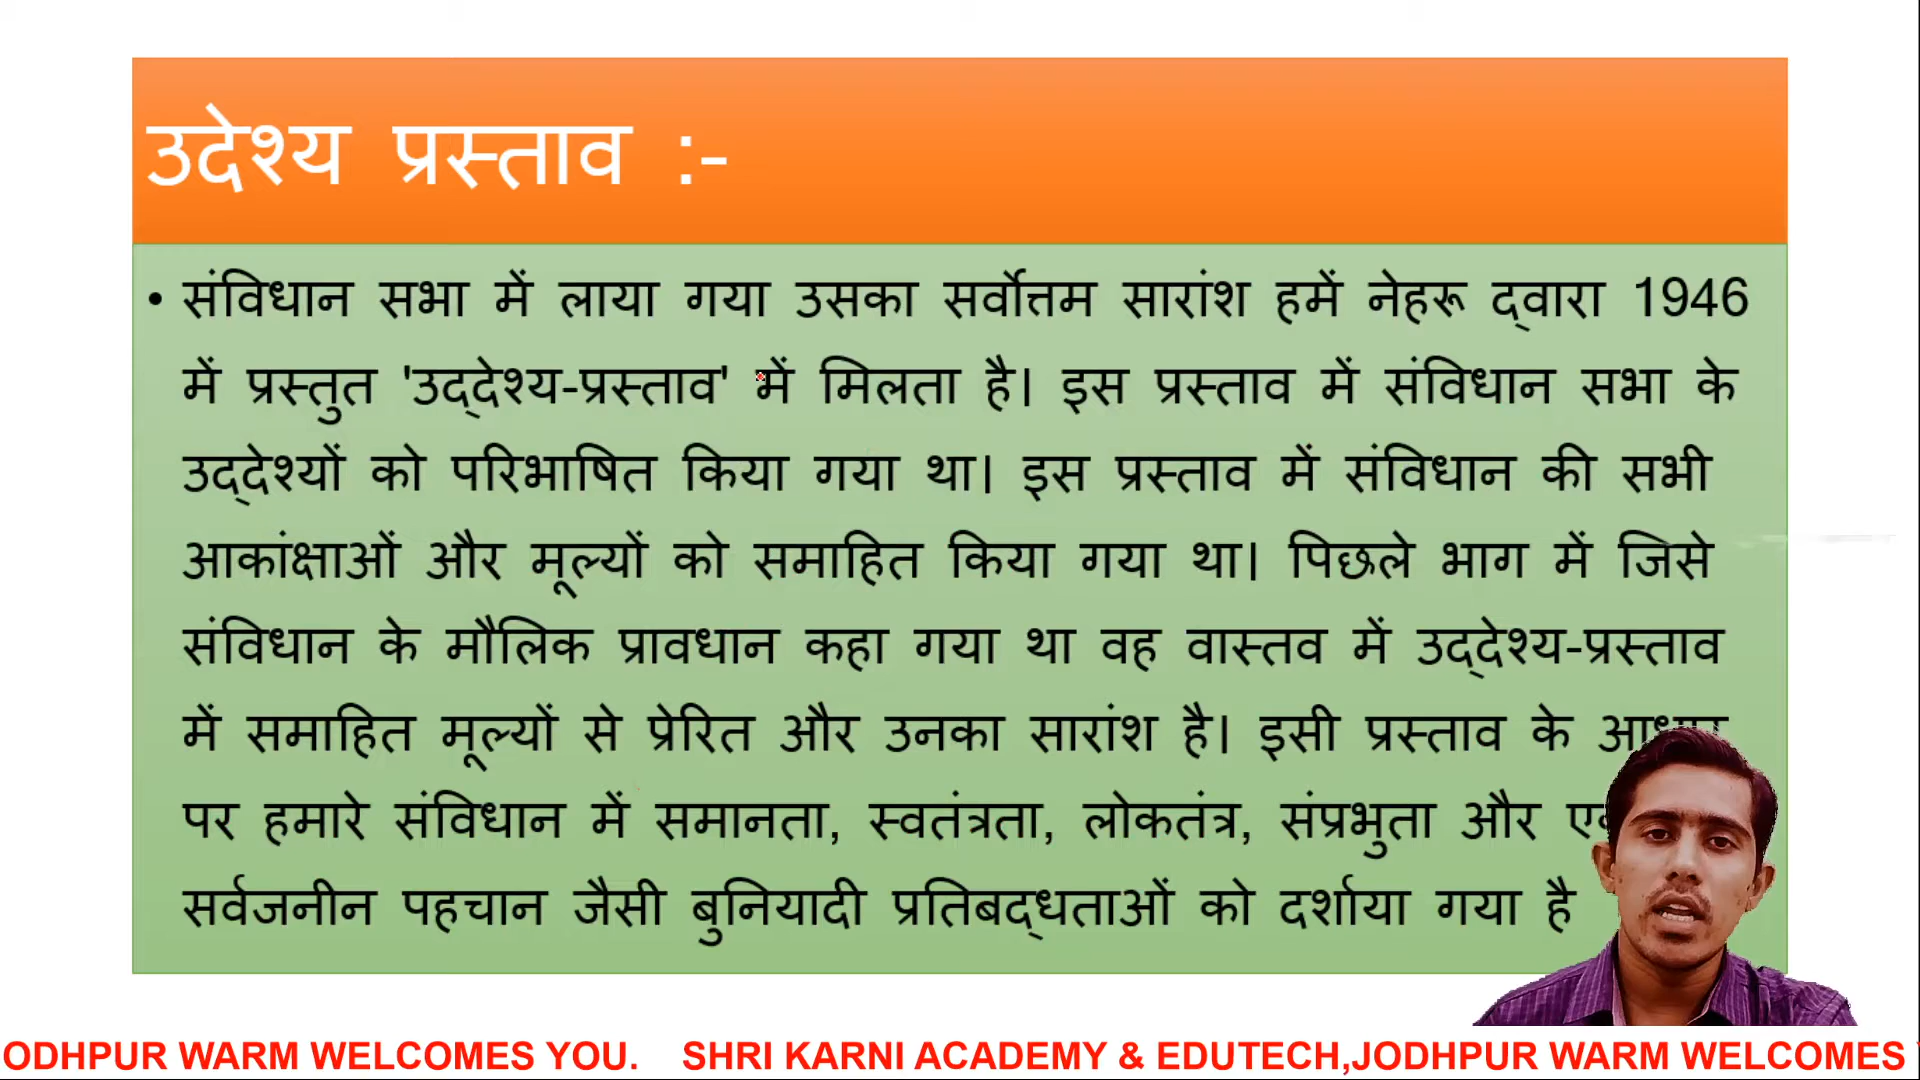 उदेश्य प्रस्ताव :-
• संविधान सभा में लाया गया उसका सर्वोत्तम सारांश हमें नेहरू द्वारा 1946
में प्रस्तुत 'उद्देश्य-प्रस्ताव' में मिलता है। इस प्रस्ताव में संविधान सभा के
उद्देश्यों को परिभाषित किया गया था। इस प्रस्ताव में संविधान की सभी
आकांक्षाओं और मूल्यों को समाहित किया गया था। पिछले भाग में जिसे
संविधान के मौलिक प्रावधान कहा गया था वह वास्तव में उद्देश्य-प्रस्ताव
में समाहित मूल्यों से प्रेरित और उनका सारांश है। इसी प्रस्ताव के
पर हमारे संविधान में समानता, स्वतंत्रता, लोकतंत्र, संप्रभुता और
सर्वजनीन पहचान जैसी बुनियादी प्रतिबद्धताओं को दर्शाया गया है
ODHPUR WARM WELCOMES YOU. SHRI KARNI ACADEMY & EDUTECH,JODHPUR WARM WELCOMES